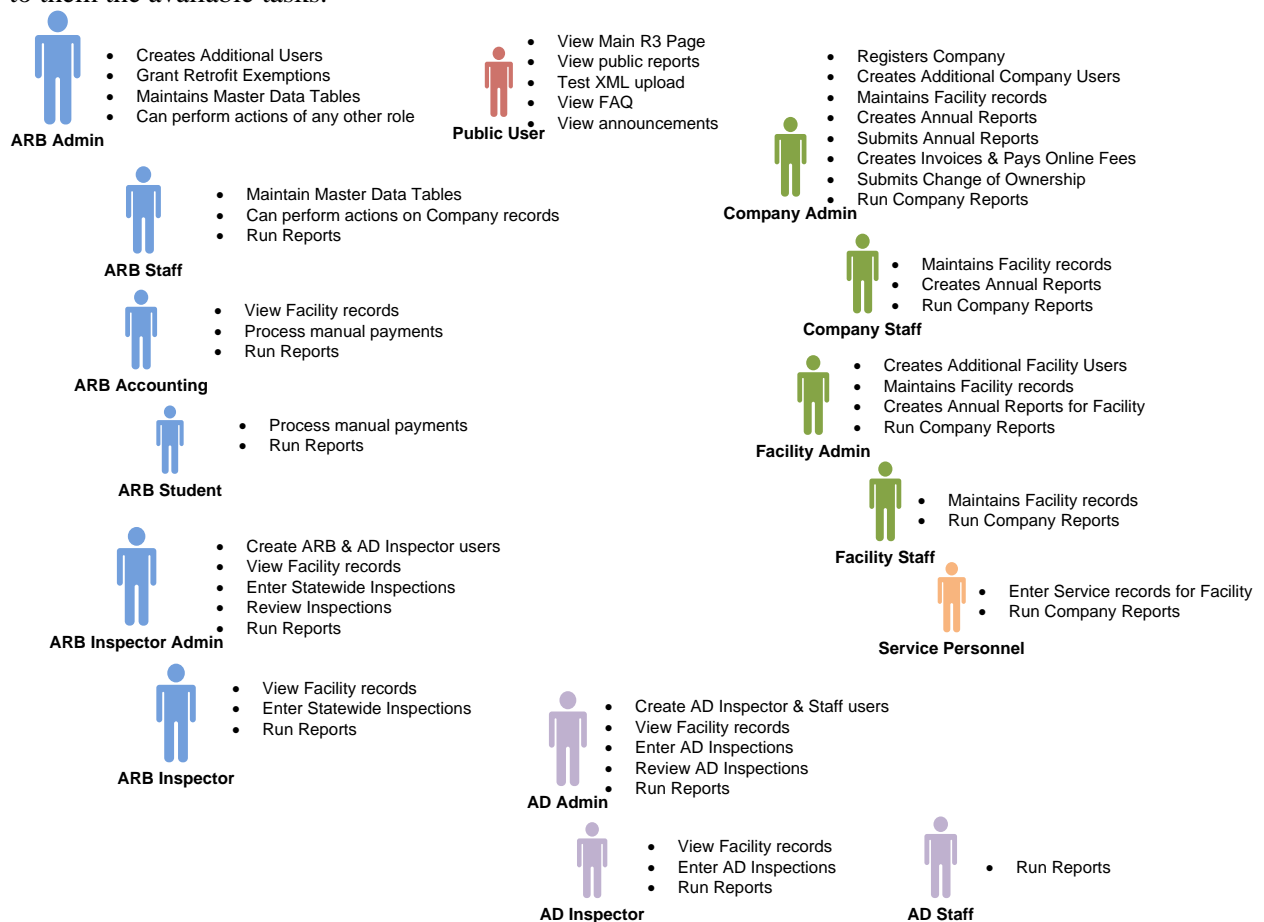 to them the available tasks.
• Creates Additional Users
• Grant Retrofit Exemptions
• Maintains Master Data Tables
• Can perform actions of any other role
ARB Admin
• View Main R3 Page
• View public reports
• Test XML upload
• View FAQ
• View announcements
Public User
• Registers Company
• Creates Additional Company Users
• Maintains Facility records
• Creates Annual Reports
• Submits Annual Reports
• Creates Invoices & Pays Online Fees
• Submits Change of Ownership
• Run Company Reports
Company Admin
• Maintain Master Data Tables
• Can perform actions on Company records
• Run Reports
ARB Staff
• Maintains Facility records
• Creates Annual Reports
• Run Company Reports
Company Staff
• View Facility records
• Process manual payments
• Run Reports
ARB Accounting
• Creates Additional Facility Users
• Maintains Facility records
• Creates Annual Reports for Facility
• Run Company Reports
Facility Admin
• Process manual payments
• Run Reports
ARB Student
• Maintains Facility records
• Run Company Reports
Facility Staff
• Create ARB & AD Inspector users
• View Facility records
• Enter Statewide Inspections
• Review Inspections
• Run Reports
ARB Inspector Admin
• Enter Service records for Facility
• Run Company Reports
Service Personnel
• View Facility records
• Enter Statewide Inspections
• Run Reports
ARB Inspector
• Create AD Inspector & Staff users
• View Facility records
• Enter AD Inspections
• Review AD Inspections
• Run Reports
AD Admin
• View Facility records
• Enter AD Inspections
• Run Reports
AD Inspector
• Run Reports
AD Staff